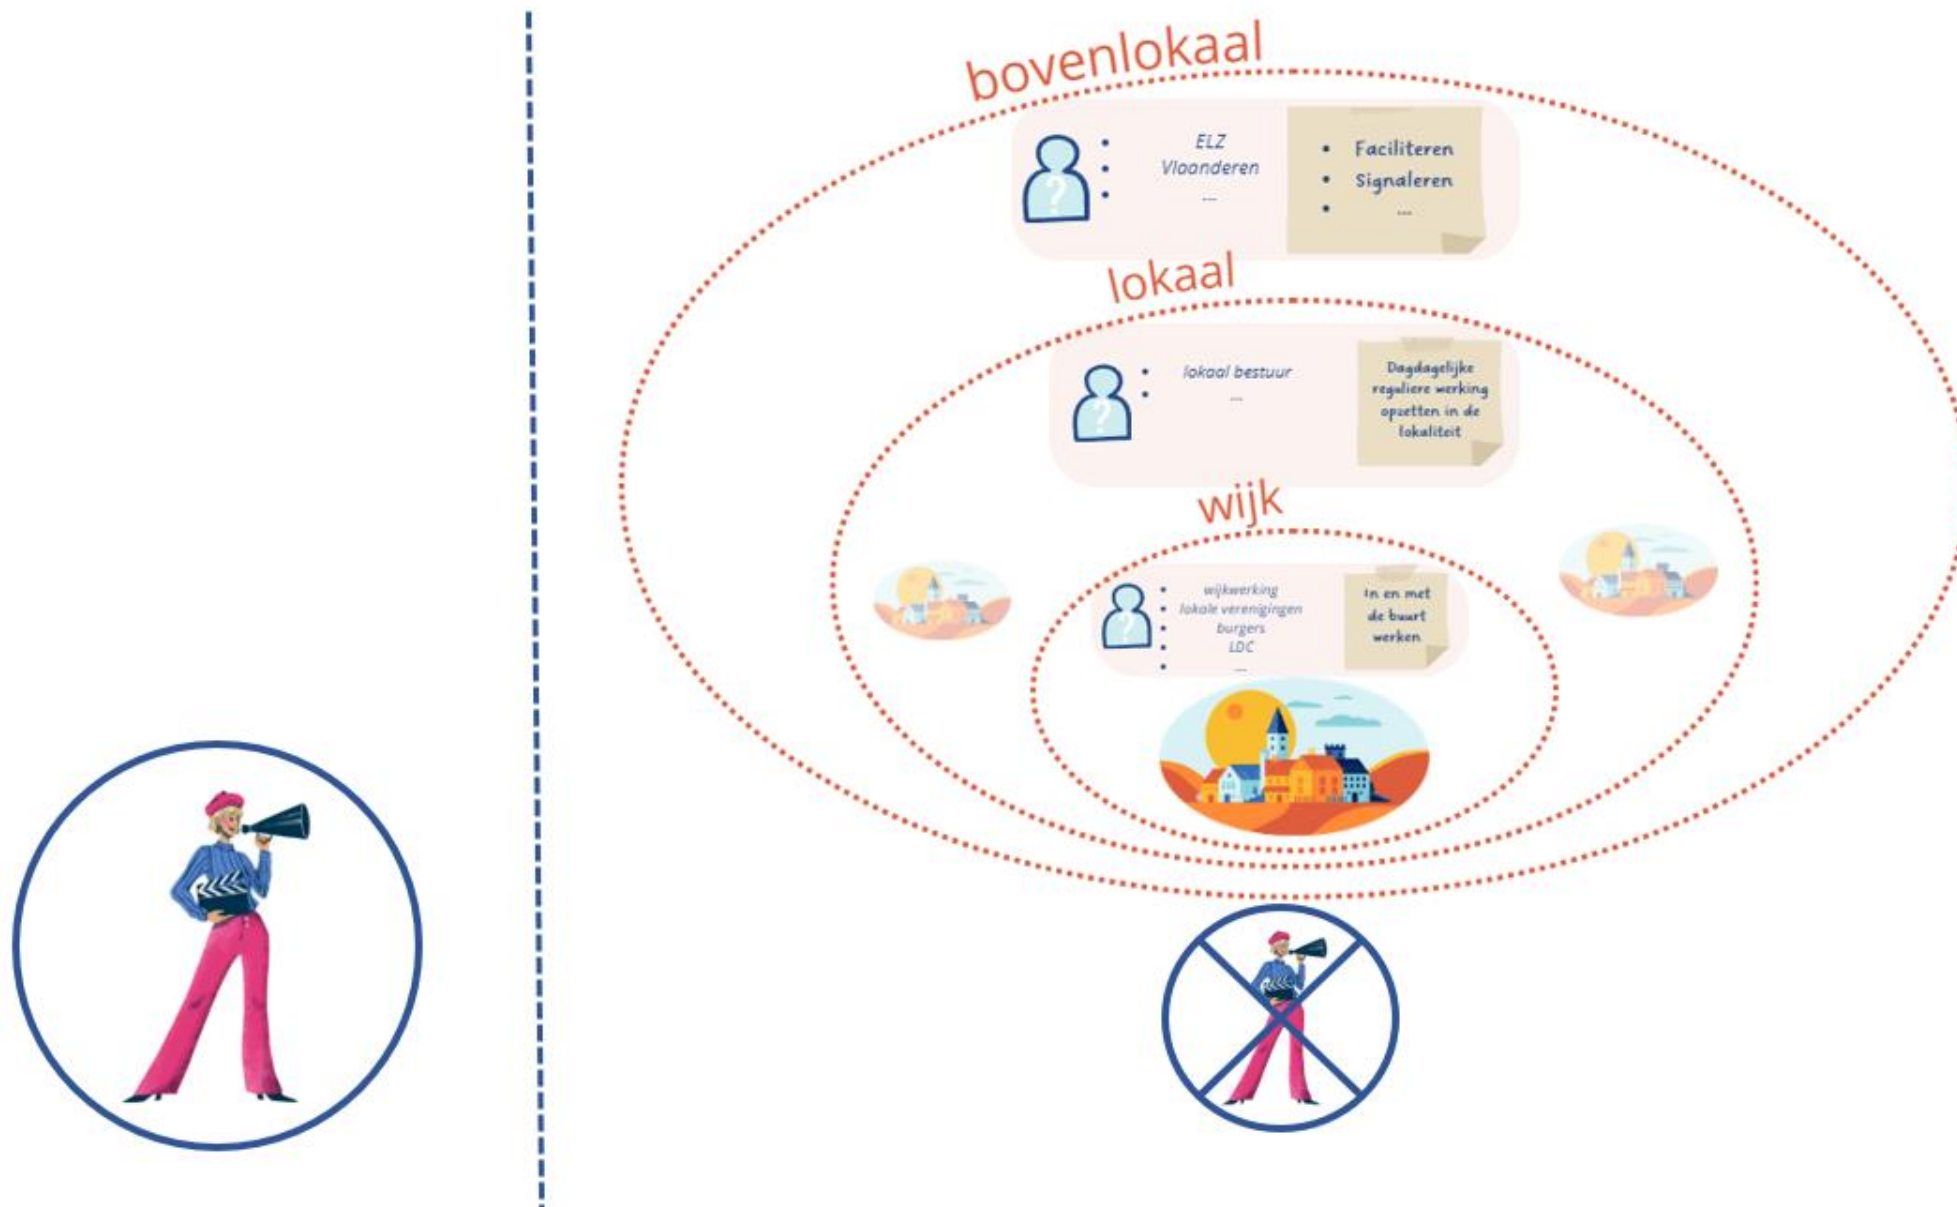 bovenlokaal
ELZ
Vlaanderen
...
Faciliteren
Signaleren
...
lokaal
lokaal bestuur
...
Dagdagelijke
reguliere werking
opzetten in de
lokaliteit
wijk
wijkwerking
lokale verenigingen
burgers
LDC
...
In en met
de buurt
werken